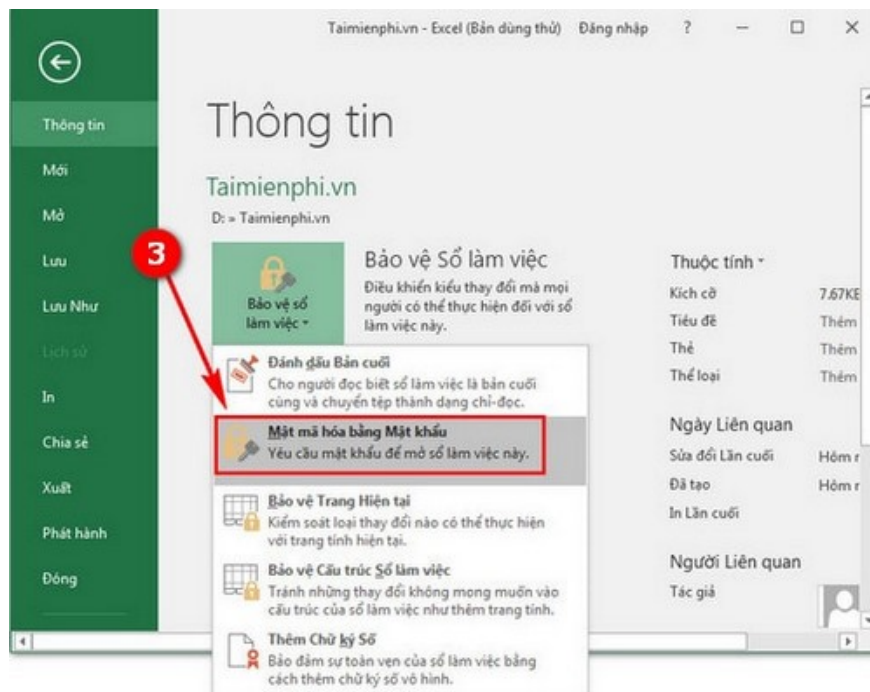 Taimienphi.vn - Excel (Bản dùng thử) Đăng nhập ?
Thông tin
Mới
Mở
Lưu
Lưu Như
Lịch sử
In
Chia sẻ
Xuất
Phát hành
Đóng
3
Thông tin
Taimienphi.vn
D: » Taimienphi.vn
Bảo vệ sổ
làm việc
Bảo vệ Sổ làm việc
Điều khiển kiểu thay đổi mà mọi
người có thể thực hiện đối với sổ
làm việc này.
Đánh dấu Bản cuối
Cho người đọc biết sổ làm việc là bản cuối
cùng và chuyển tệp thành dạng chỉ-đọc.
Mật mã hóa bằng Mật khẩu
Yêu cầu mật khẩu để mở sổ làm việc này.
Bảo vệ Trang Hiện tại
Kiểm soát loại thay đổi nào có thể thực hiện
với trang tính hiện tại.
Bảo vệ Cấu trúc Sổ làm việc
Tránh những thay đổi không mong muốn vào
cấu trúc của sổ làm việc như thêm trang tính.
Thêm Chữ ký Số
Bảo đảm sự toàn vẹn của sổ làm việc bằng
cách thêm chữ ký số vô hình.
Thuộc tính
Kích cỡ 7.67KB
Tiêu đề Thêm
Thẻ Thêm
Thể loại Thêm
Ngày Liên quan
Sửa đổi Lần cuối Hôm
Đã tạo Hôm
In Lần cuối
Người Liên quan
Tác giả